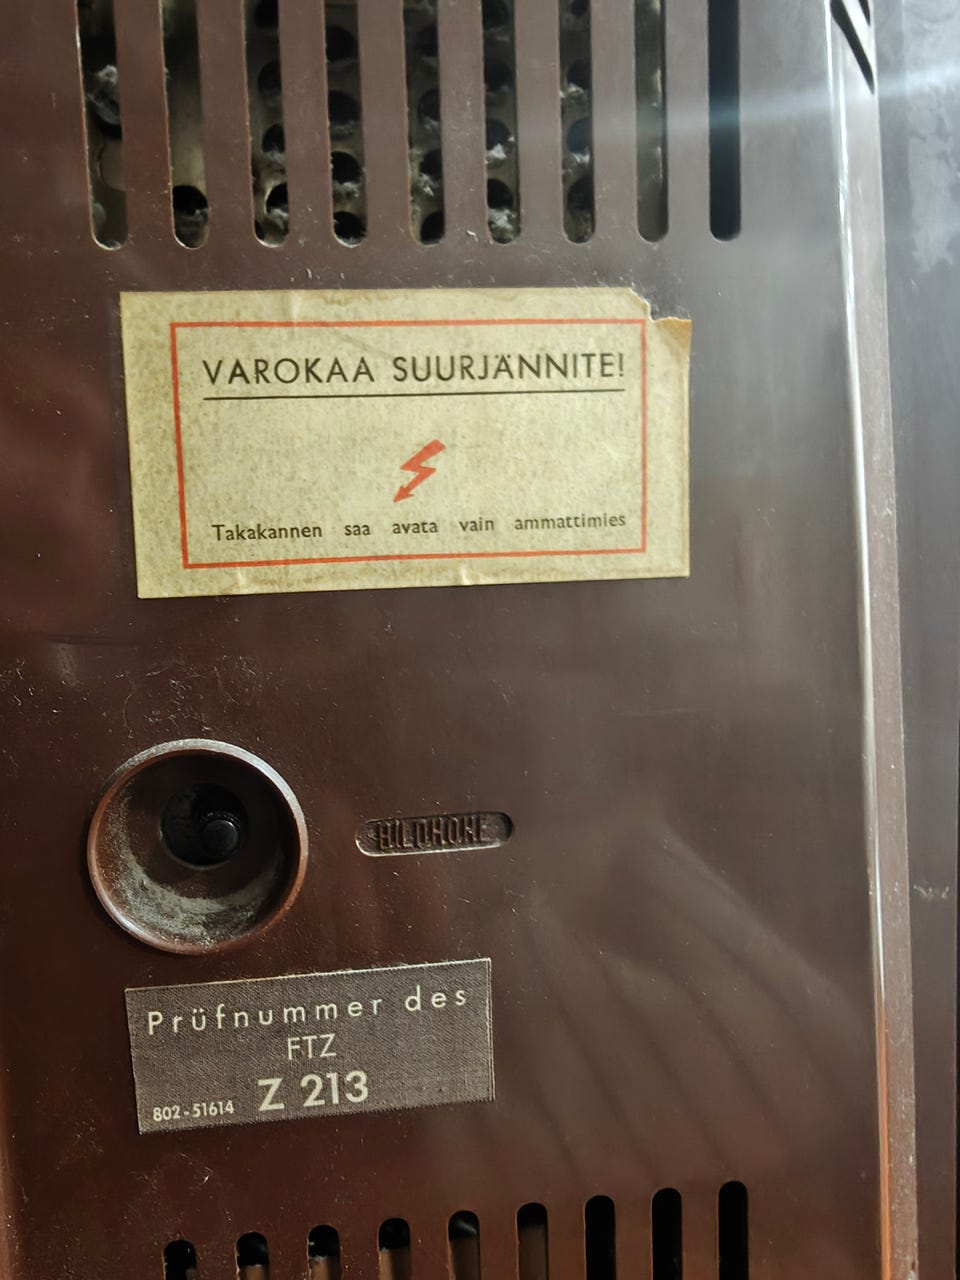 VAROKAA SUURJÄNNITE!
Takakannen saa avata vain ammattimies
BILDHÖHE
Prüfnummer des
FTZ
802-51614 Z 213